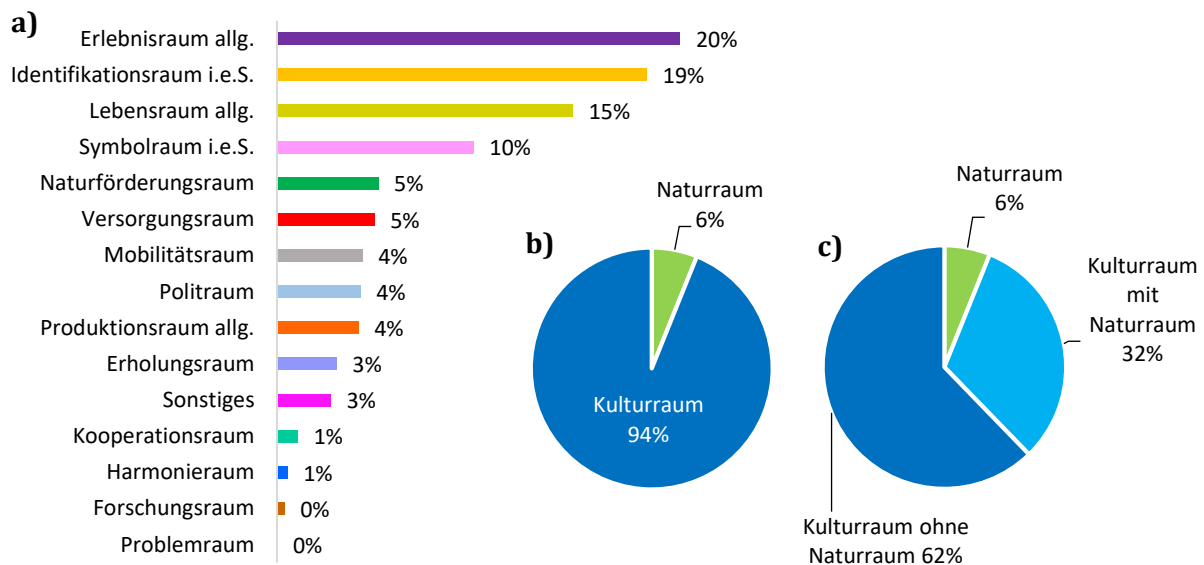 a)
Erlebnisraum allg. 20%
Identifikationsraum i.e.S. 19%
Lebensraum allg. 15%
Symbolraum i.e.S. 10%
Naturförderungsraum 5%
Versorgungsraum 5%
Mobilitätsraum 4%
Politraum 4%
Produktionsraum allg. 4%
Erholungsraum 3%
Sonstiges 3%
Kooperationsraum 1%
Harmonieraum 1%
Forschungsraum 0%
Problemraum 0%
b)
Naturraum
6%
Kulturraum
94%
c)
Naturraum
6%
Kulturraum
mit
Naturraum
32%
Kulturraum ohne
Naturraum 62%